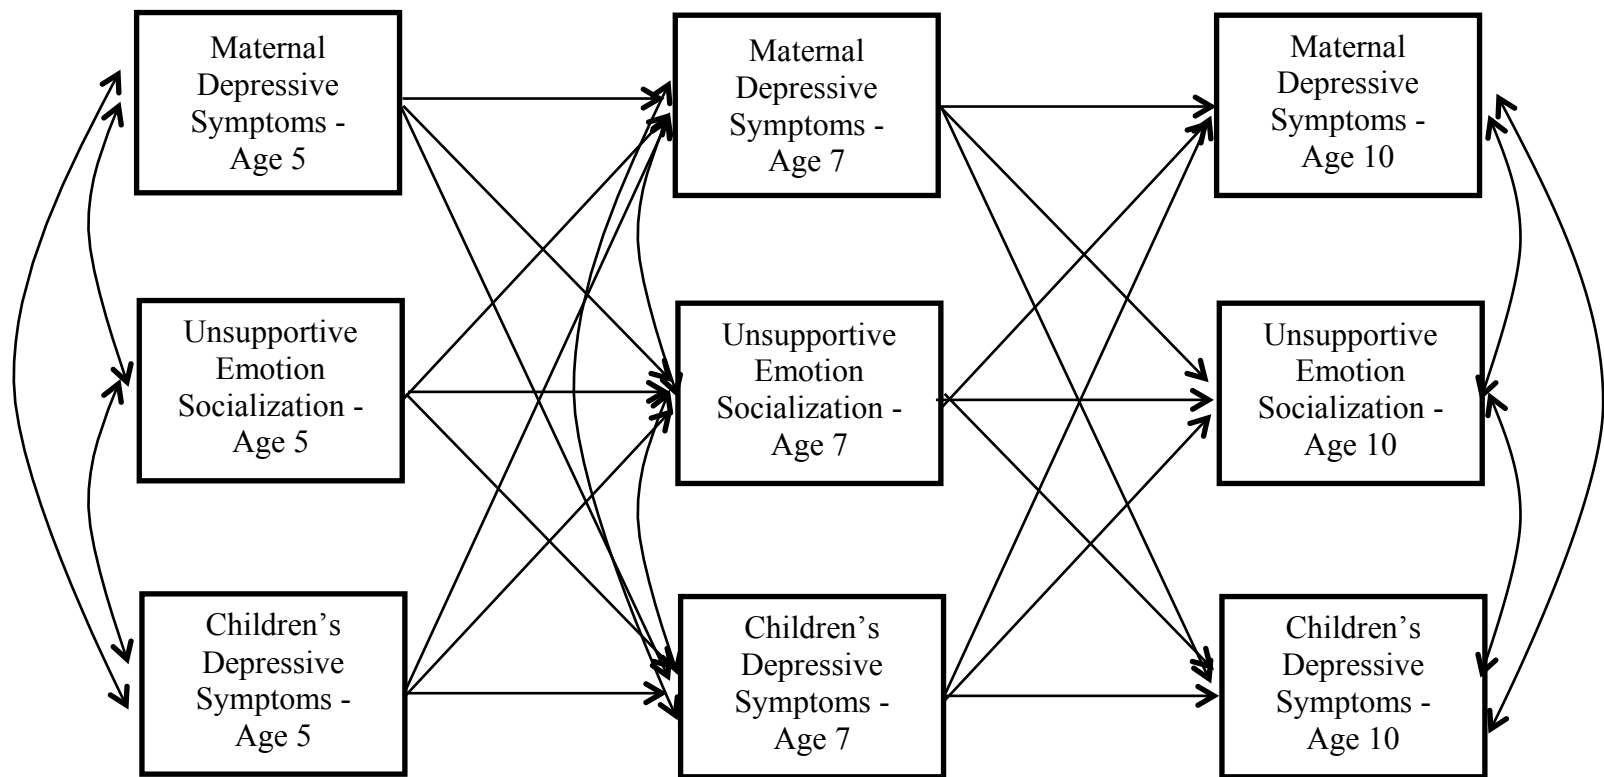 Maternal
Depressive
Symptoms -
Age 5
Maternal
Depressive
Symptoms -
Age 7
Maternal
Depressive
Symptoms -
Age 10
Unsupportive
Emotion
Socialization -
Age 5
Unsupportive
Emotion
Socialization -
Age 7
Unsupportive
Emotion
Socialization -
Age 10
Children’s
Depressive
Symptoms -
Age 5
Children’s
Depressive
Symptoms -
Age 7
Children’s
Depressive
Symptoms -
Age 10